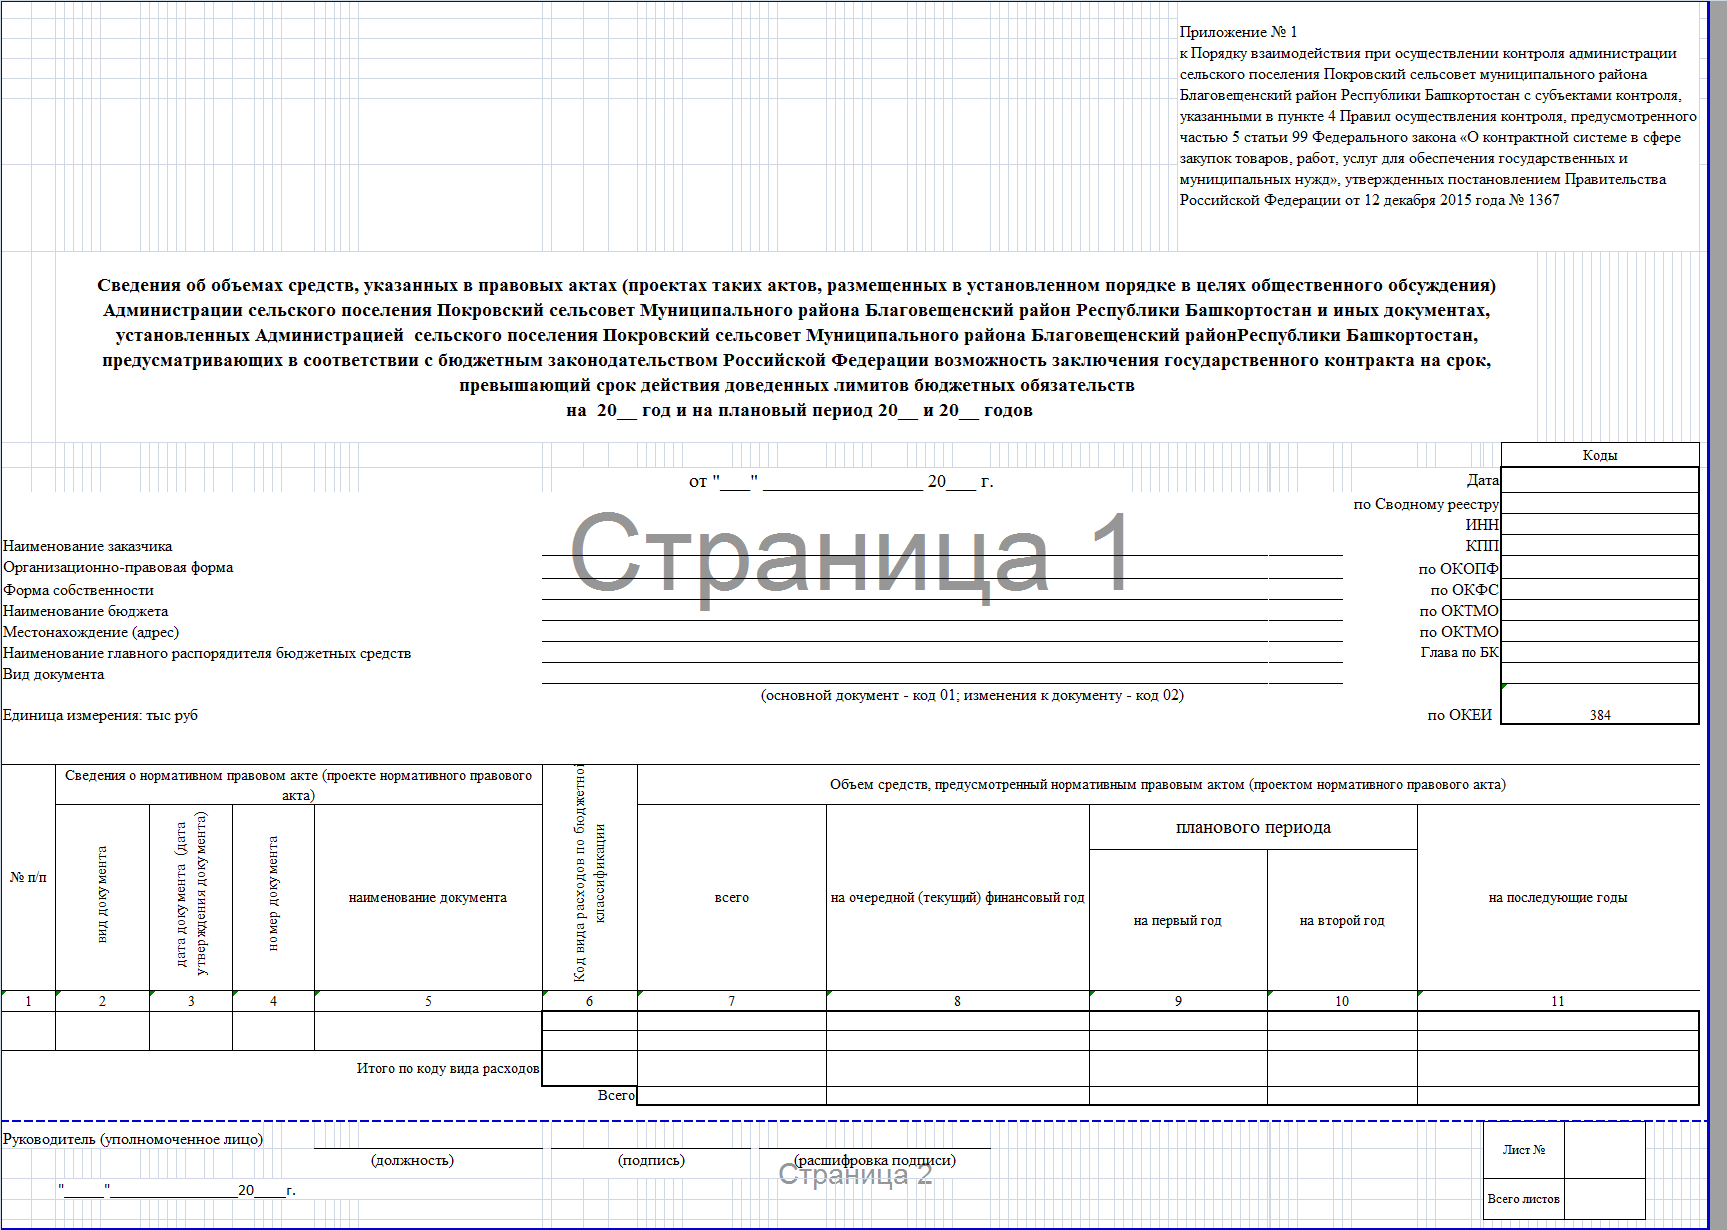 Приложение № 1
к Порядку взаимодействия при осуществлении контроля администрации
сельского поселения Покровский сельсовет муниципального района
Благовещенский район Республики Башкортостан с субъектами контроля,
указанными в пункте 4 Правил осуществления контроля, предусмотренного
частью 5 статьи 99 Федерального закона «О контрактной системе в сфере
закупок товаров, работ, услуг для обеспечения государственных и
муниципальных нужд», утвержденных постановлением Правительства
Российской Федерации от 12 декабря 2015 года № 1367
Сведения об объемах средств, указанных в правовых актах (проектах таких актов, размещенных в установленном порядке в целях общественного обсуждения)
Администрации сельского поселения Покровский сельсовет Муниципального района Благовещенский район Республики Башкортостан и иных документах,
установленных Администрацией сельского поселения Покровский сельсовет Муниципального района Благовещенский районРеспублики Башкортостан,
предусматривающих в соответствии с бюджетным законодательством Российской Федерации возможность заключения государственного контракта на срок,
превышающий срок действия доведенных лимитов бюджетных обязательств
на 20__ год и на плановый период 20__ и 20__ годов
Коды
от "___" ________________ 20___ г.
Дата
по Сводному реестру
ИНН
Страница 1
Наименование заказчика
КПП
Организационно-правовая форма
по ОКОПФ
Форма собственности
по ОКФС
Наименование бюджета
по ОКТМО
Местонахождение (адрес)
по ОКТМО
Наименование главного распорядителя бюджетных средств
Глава по БК
Вид документа
(основной документ - код 01; изменения к документу - код 02)
Единица измерения: тыс руб
по ОКЕИ
384
№ п/п
Сведения о нормативном правовом акте (проекте нормативного правового
акта)
вид документа
дата документа (дата
утверждения документа)
номер документа
наименование документа
Код вида расходов по бюджетной
классификации
Объем средств, предусмотренный нормативным правовым актом (проектом нормативного правового акта)
всего
на очередной (текущий) финансовый год
планового периода
на первый год
на второй год
на последующие годы
1 2 3 4 5 6 7 8 9 10 11
Итого по коду вида расходов
Всего
Руководитель (уполномоченное лицо)
(должность)
(подпись)
(расшифровка подписи)
Страница 2
"_____"________________20____г.
Лист №
Всего листов